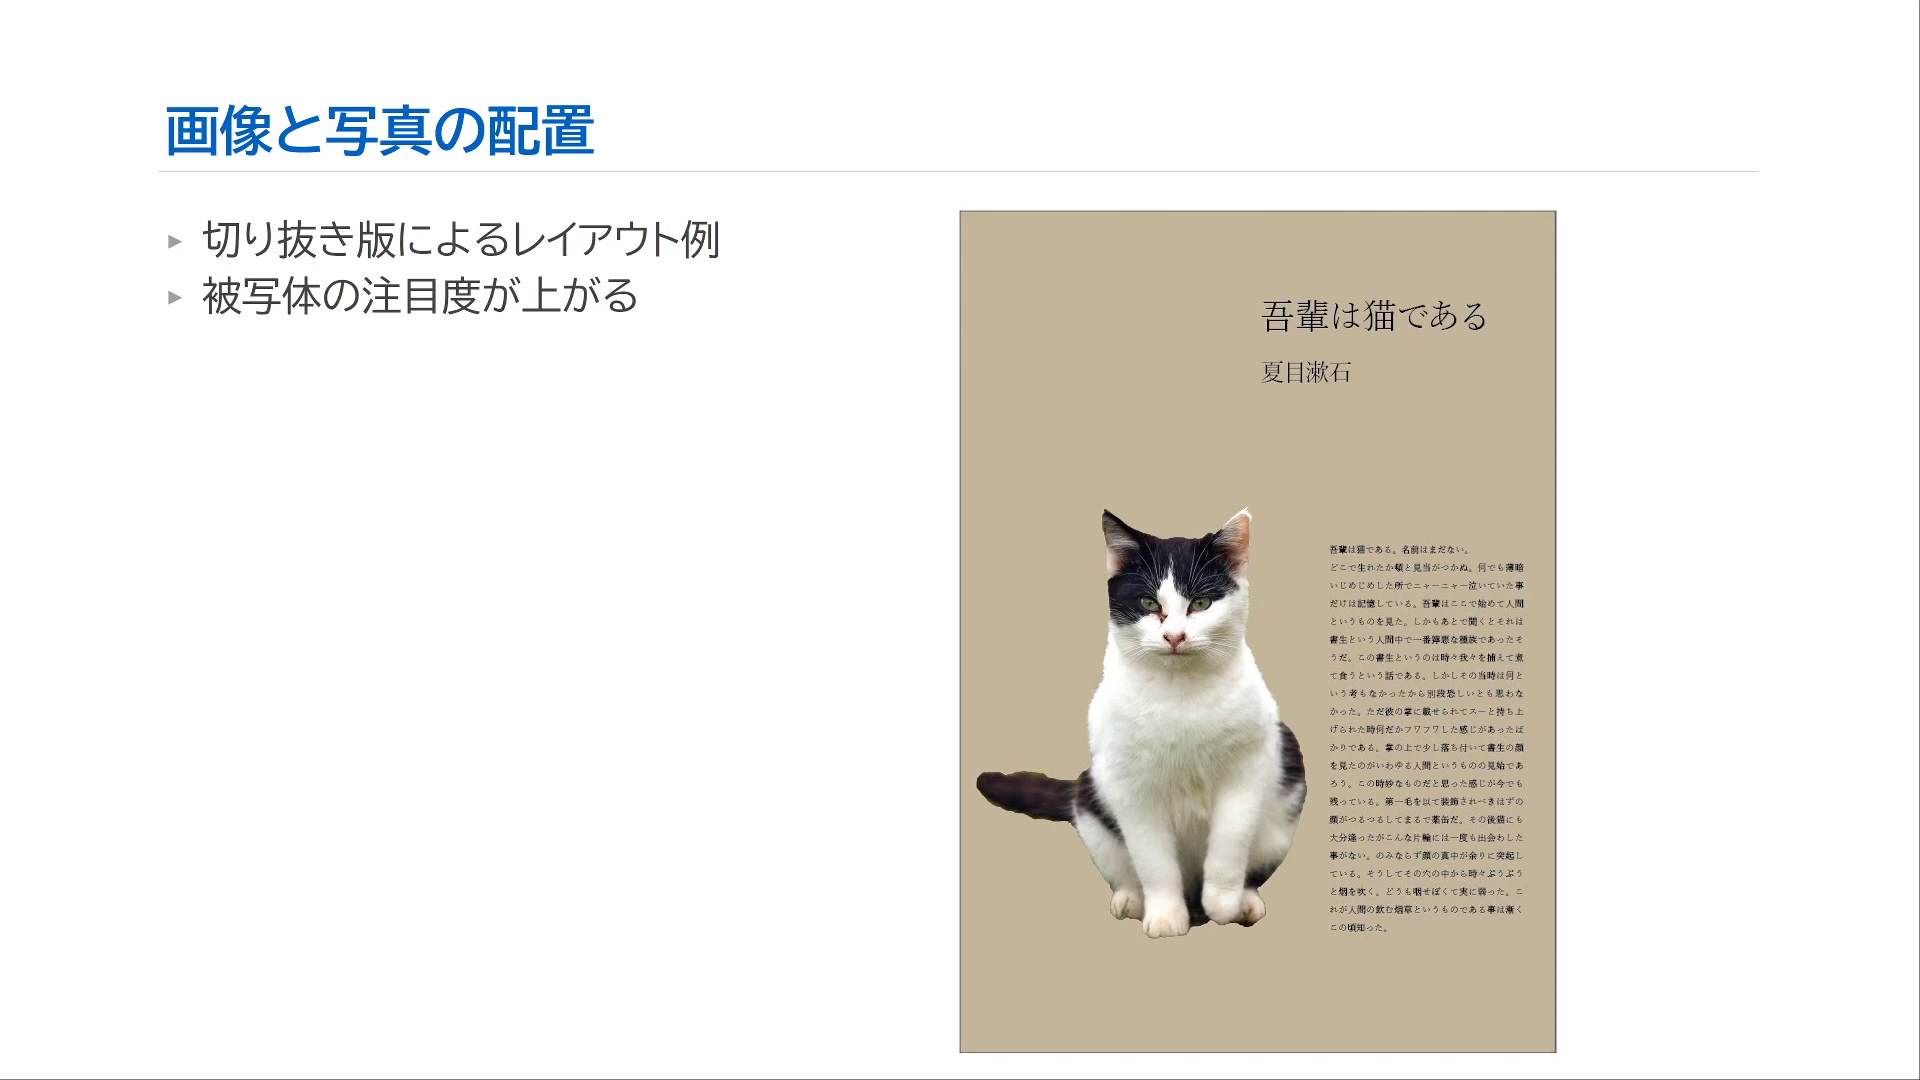 画像と写真の配置
切り抜き版によるレイアウト例
被写体の注目度が上がる
吾輩は猫である
夏目漱石
吾輩は猫である。名前はまだない。
どこで生れたか頓と見当がつかぬ。何でも薄暗
いじめじめした所でニャーニャー泣いていた事
だけは記憶している。吾輩はここで始めて人間
というものを見た。しかもあとで聞くとそれは
書生という人間中で一番獰悪な種族であったそ
うだ。この書生というのは時々我々を捕えて煮
て食うという話である。しかしその当時は何と
いう考もなかったから別段恐しいとも思わな
かった。ただ彼の掌に載せられてスーと持ち上
げられた時何だかフワフワした感じがあったば
かりである。掌の上で少し落ち付いて書生の顔
を見たのがいわゆる人間というものの見始であ
ろう。この時妙なものだと思った感じが今でも
残っている。第一毛を以て装飾されべきはずの
顔がつるつるしてまるで薬缶だ。その後猫にも
大分逢ったがこんな片輪には一度も出会わした
事がない。のみならず顔の真中が余りに突起し
ている。そうしてその穴の中から時々ぷうぷう
と烟を吹く。どうも咽せぽくて実に弱った。こ
れが人間の飲む烟草というものである事は漸く
この頃知った。